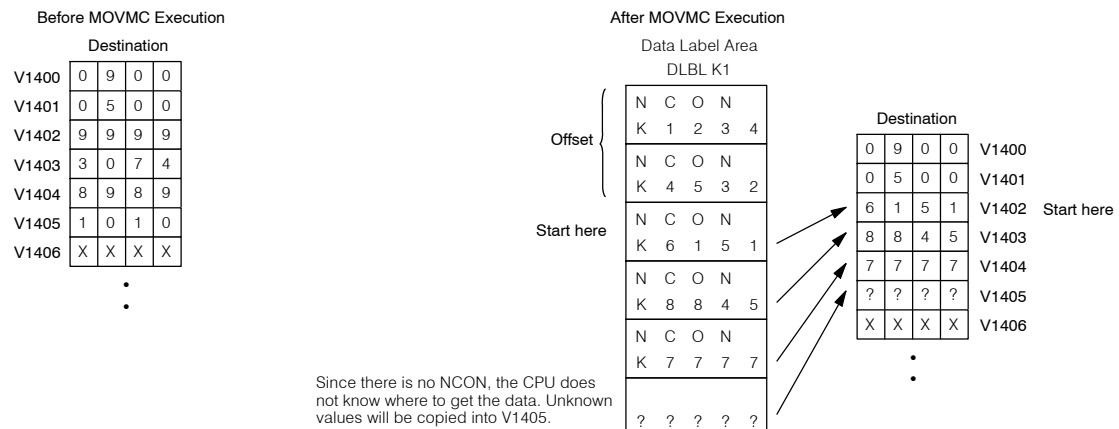 Before MOVMC Execution
Destination
V1400 0 9 0 0
V1401 0 5 0 0
V1402 9 9 9 9
V1403 3 0 7 4
V1404 8 9 8 9
V1405 1 0 1 0
V1406 X X X X
After MOVMC Execution
Data Label Area
DLBL K1
Offset
N C O N
K 1 2 3 4
N C O N
K 4 5 3 2
Start here
N C O N
K 6 1 5 1
N C O N
K 8 8 4 5
N C O N
K 7 7 7 7
? ? ? ?
Since there is no NCON, the CPU does
not know where to get the data. Unknown
values will be copied into V1405.
Destination
0 9 0 0 V1400
0 5 0 0 V1401
6 1 5 1 V1402 Start here
8 8 4 5 V1403
7 7 7 7 V1404
? ? ? ? V1405
X X X X V1406